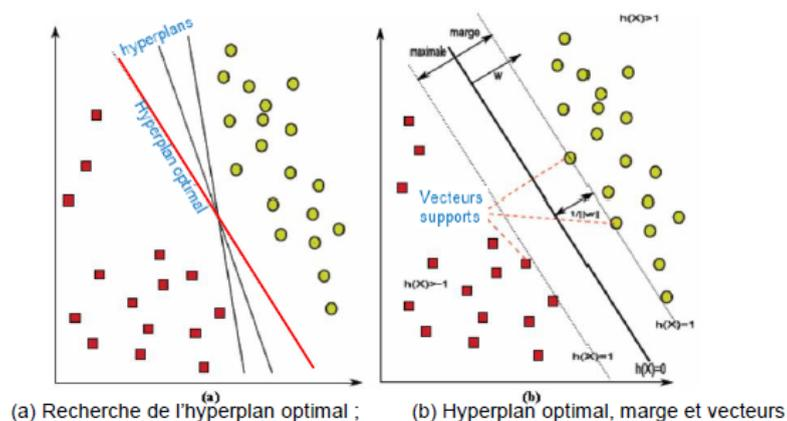 hyperplans
Hyperplan optimal
(a)
h(X)>1
marge
maximale
w
Vecteurs
supports
1/||w||
h(X)>-1
h(X)=1
h(X)=1
h(X)=0
(b)
(a) Recherche de l'hyperplan optimal ; (b) Hyperplan optimal, marge et vecteurs